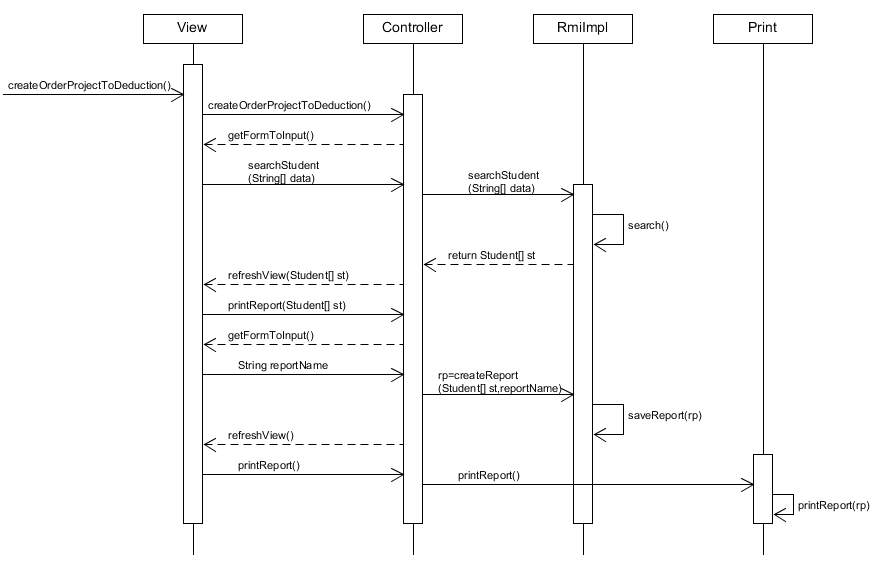 View
Controller
RmiImpl
Print
createOrderProjectToDeduction()
createOrderProjectToDeduction()
getFormToInput()
searchStudent
(String[] data)
searchStudent
(String[] data)
search()
return Student[] st
refreshView(Student[] st)
printReport(Student[] st)
getFormToInput()
String reportName
rp=createReport
(Student[] st,reportName)
saveReport(rp)
refreshView()
printReport()
printReport()
printReport(rp)